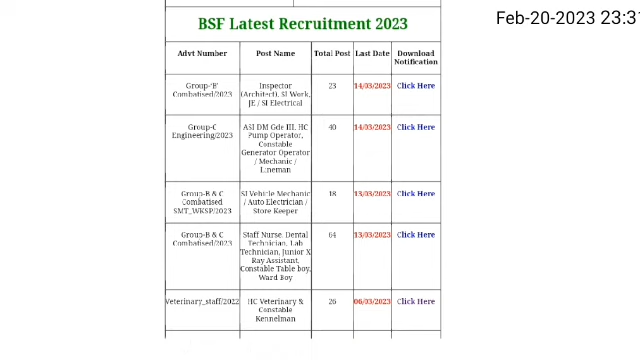 Feb-20-2023 23:31
BSF Latest Recruitment 2023
Advt Number Post Name Total Post Last Date Download
Notification
Group-'B' Inspector 23 14/03/2023 Click Here
Combatised/2023 (Architect), SI Work,
JE / SI Electrical
Group-C ASI DM Gde III, HC 40 14/03/2023 Click Here
Engineering/2023 Pump Operator,
Constable
Generator Operator
/ Mechanic /
Lineman
Group-B & C SI Vehicle Mechanic 18 13/03/2023 Click Here
Combatised / Auto Electrician /
SMT_WKSP/2023 Store Keeper
Group-B & C Staff Nurse, Dental 64 13/03/2023 Click Here
Combatised/2023 Technician, Lab
Technician, Junior X
Ray Assistant,
Constable Table boy,
Ward Boy
Veterinary_staff/2022 HC Veterinary & 26 06/03/2023 Click Here
Constable
Kennelman